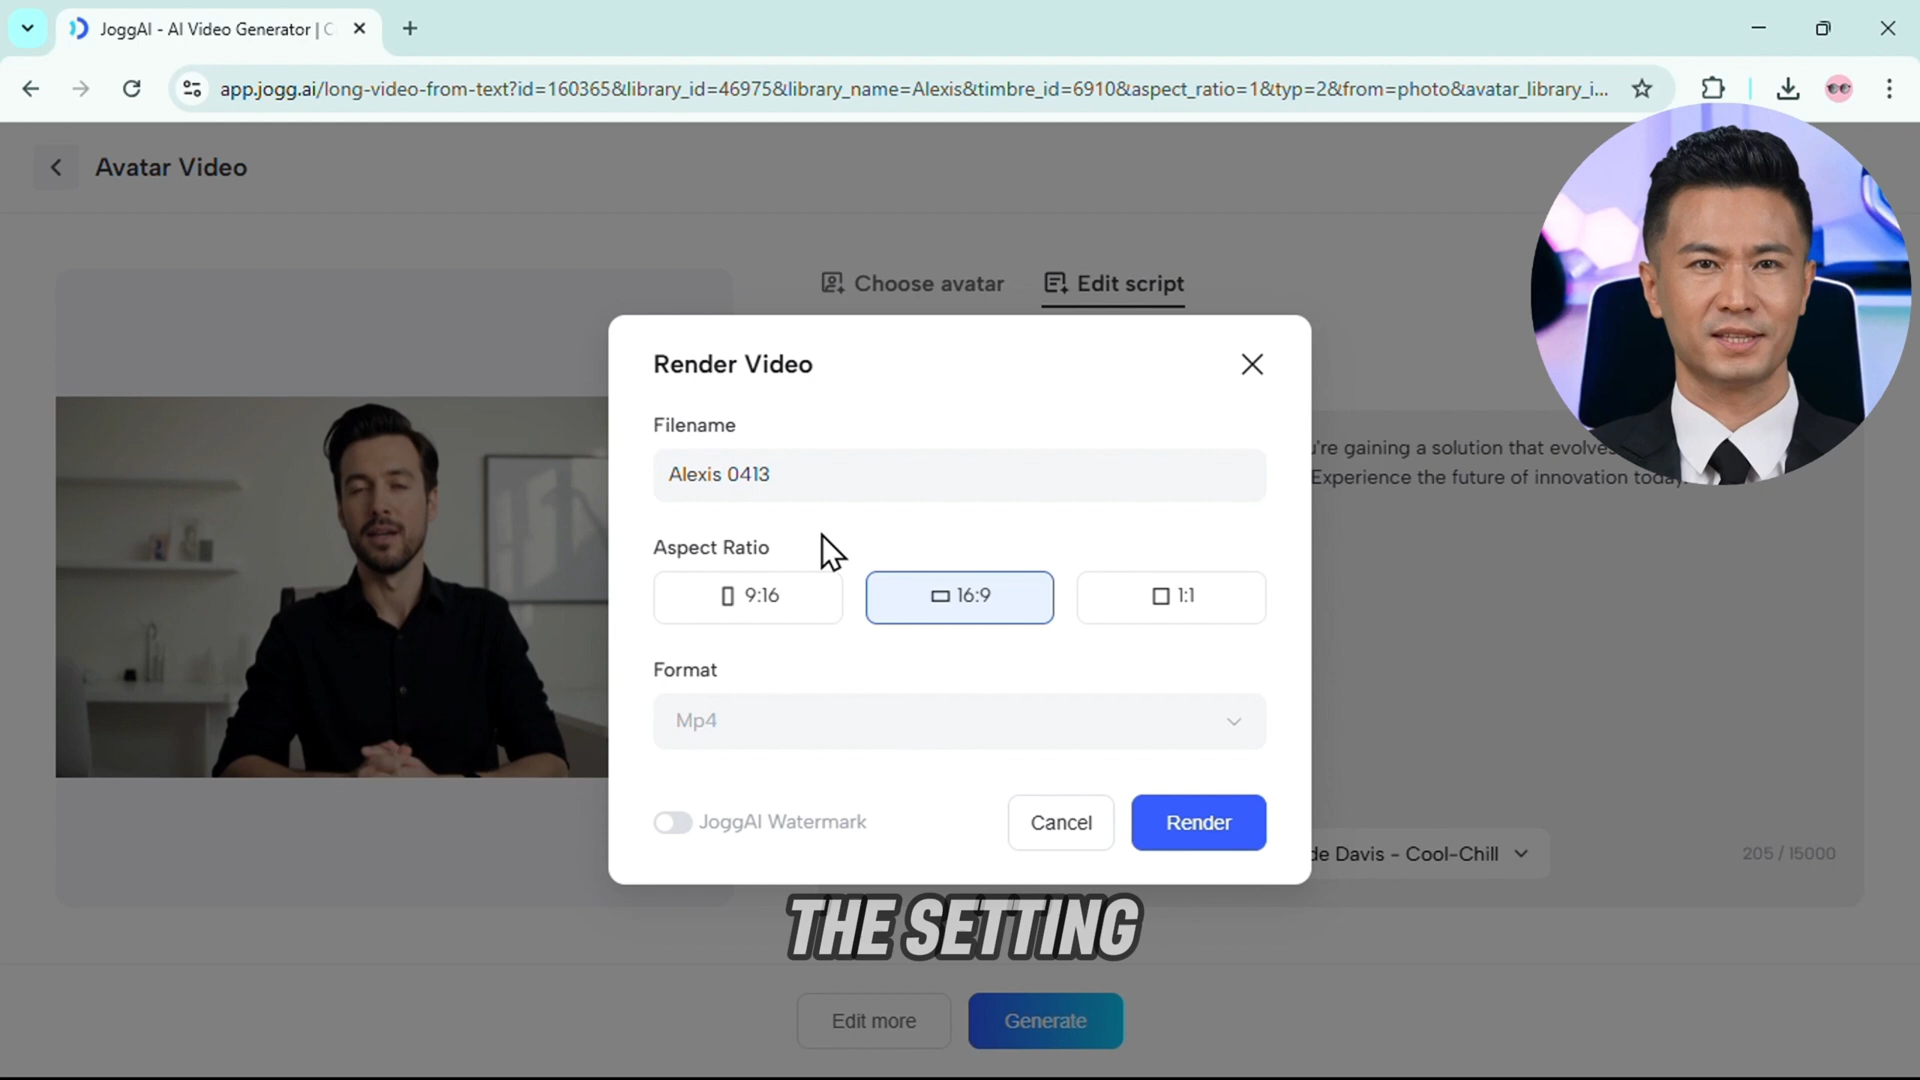 JoggAI - AI Video Generator | C
app.jogg.ai/long-video-from-text?id=160365&library_id=46975&library_name=Alexis&timbre_id=6910&aspect_ratio=1&typ=2&from=photo&avatar_library_i...
Avatar Video
Choose avatar
Edit script
Render Video
Filename
're gaining a solution that evolves
Alexis 0413
Experience the future of innovation today.
Aspect Ratio
9:16
16:9
1:1
Format
Mp4
JoggAI Watermark
Cancel
Render
de Davis - Cool-Chill
205 / 15000
THE SETTING
Edit more
Generate